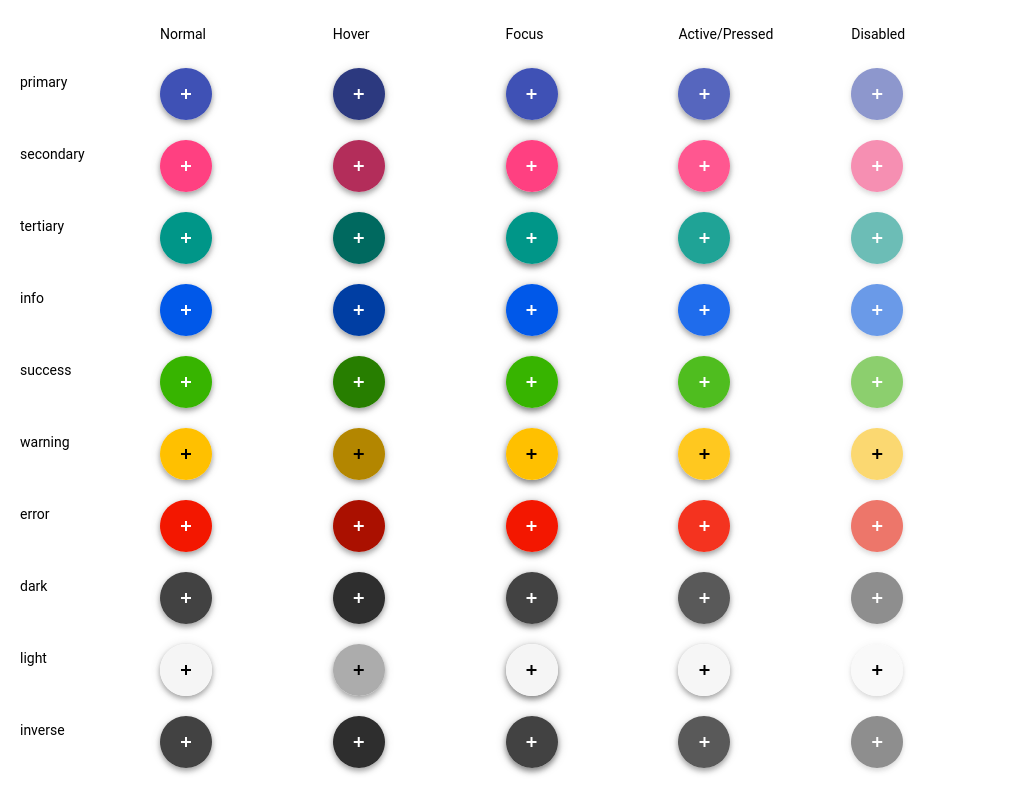 Normal Hover Focus Active/Pressed Disabled
primary + + + + +
secondary + + + + +
tertiary + + + + +
info + + + + +
success + + + + +
warning + + + + +
error + + + + +
dark + + + + +
light + + + + +
inverse + + + + +